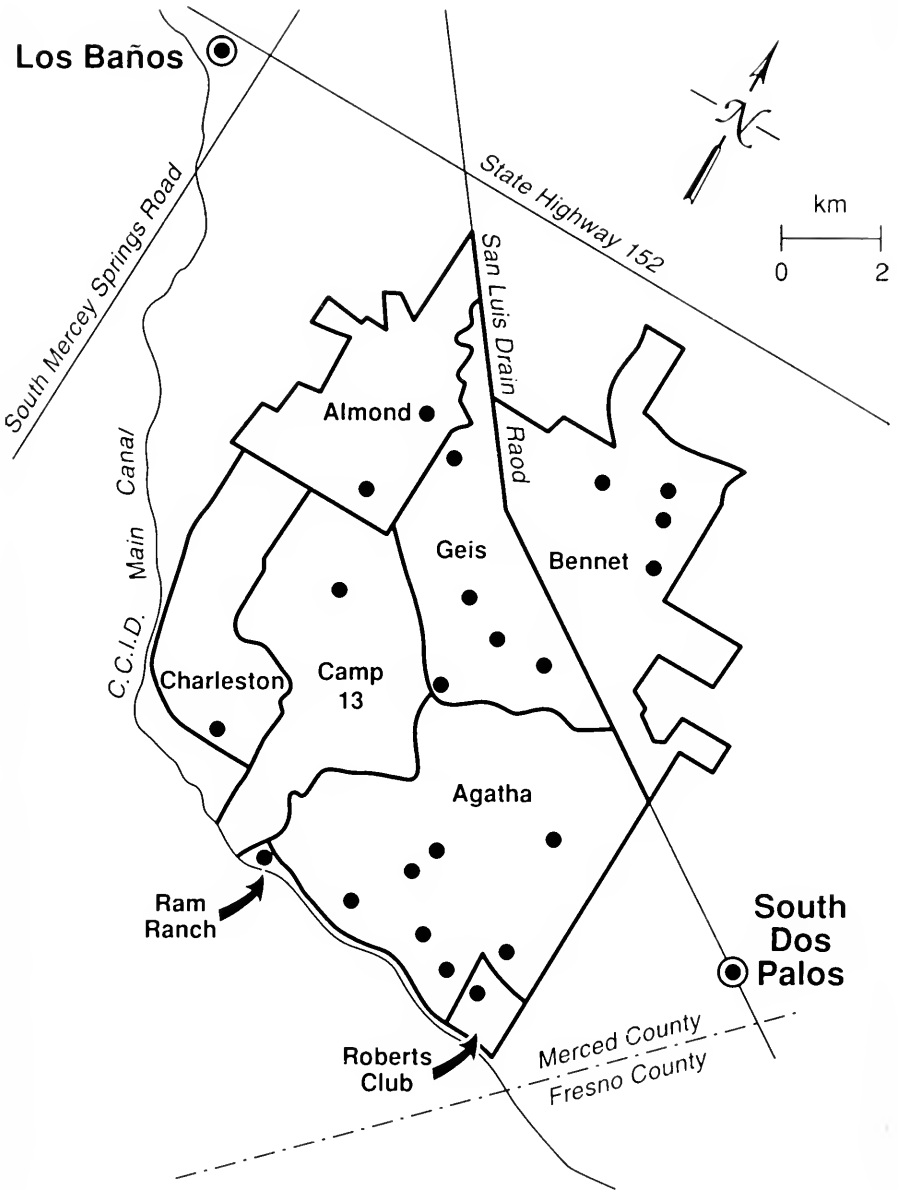 Los Baños
South Mercey Springs Road
State Highway 152
N
km
0 2
San Luis Drain
Raod
C.C.I.D. Main Canal
Almond
Geis
Bennet
Charleston
Camp
13
Agatha
Ram
Ranch
South
Dos
Palos
Roberts
Club
Merced County
Fresno County